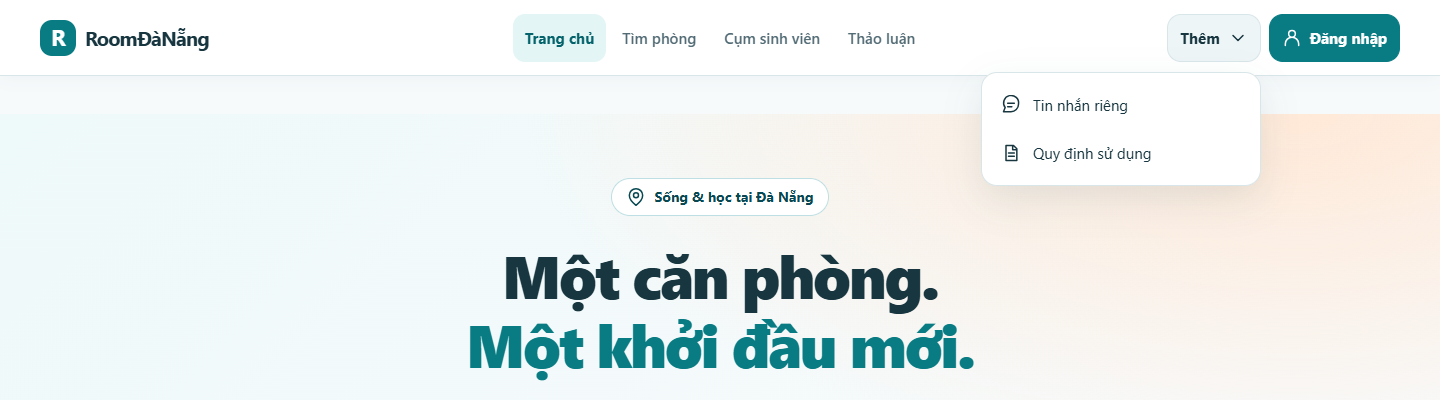 R RoomĐàNẵng
Trang chủ Tìm phòng Cụm sinh viên Thảo luận
Thêm Đăng nhập
Tin nhắn riêng
Quy định sử dụng
Sống & học tại Đà Nẵng
Một căn phòng.
Một khởi đầu mới.